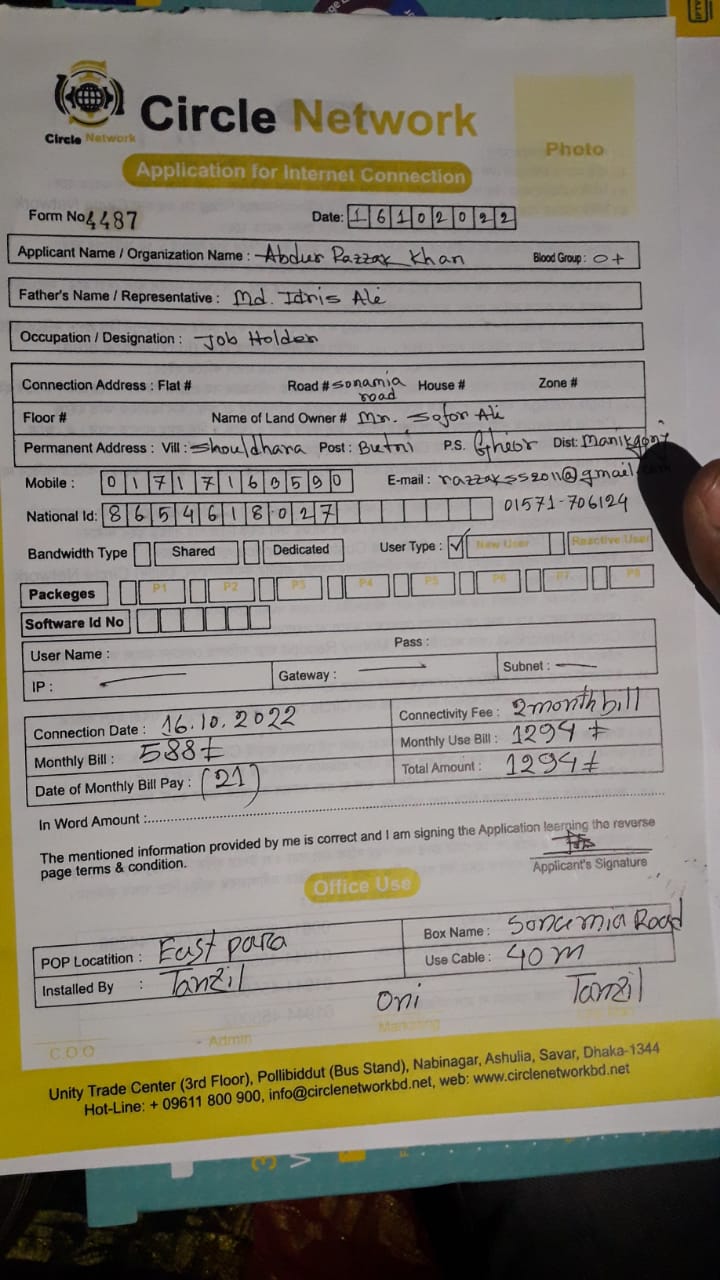 Circle Network
Circle Network
Photo
Application for Internet Connection
Form No 4487 Date: 16102022
Applicant Name / Organization Name : Abdur Razzak Khan Blood Group : O+
Father's Name / Representative : Md. Idris Ale
Occupation / Designation : Job Holder
Connection Address : Flat # Road # sonamia road House # Zone #
Floor # Name of Land Owner # Mr. Sofor Ali
Permanent Address : Vill : Shouldhara Post : Butni P.S. Gheor Dist: Manikgonj
Mobile : E-mail : razzakss2011@gmail.com
National Id: 8654618027 01571-706124
Bandwidth Type Shared Dedicated User Type : ✓ New User Reactive User
Packeges P1 P2 P3 P4 P5 P6 P7 P8
Software Id No
User Name : Pass :
IP : Gateway : Subnet :
Connection Date : 16.10.2022 Connectivity Fee : 2 month bill
Monthly Bill : 588/= Monthly Use Bill : 1294/=
Date of Monthly Bill Pay : (21) Total Amount : 1294/=
In Word Amount :
The mentioned information provided by me is correct and I am signing the Application learning the reverse
page terms & condition.
Applicant's Signature
Office Use
POP Locatition : East para Box Name : Sonamia Road
Installed By : Tanzil Use Cable : 40 m
Oni Tanzil
C.O.O Admin Marketing
Unity Trade Center (3rd Floor), Pollibiddut (Bus Stand), Nabinagar, Ashulia, Savar, Dhaka-1344
Hot-Line: + 09611 800 900, info@circlenetworkbd.net, web: www.circlenetworkbd.net